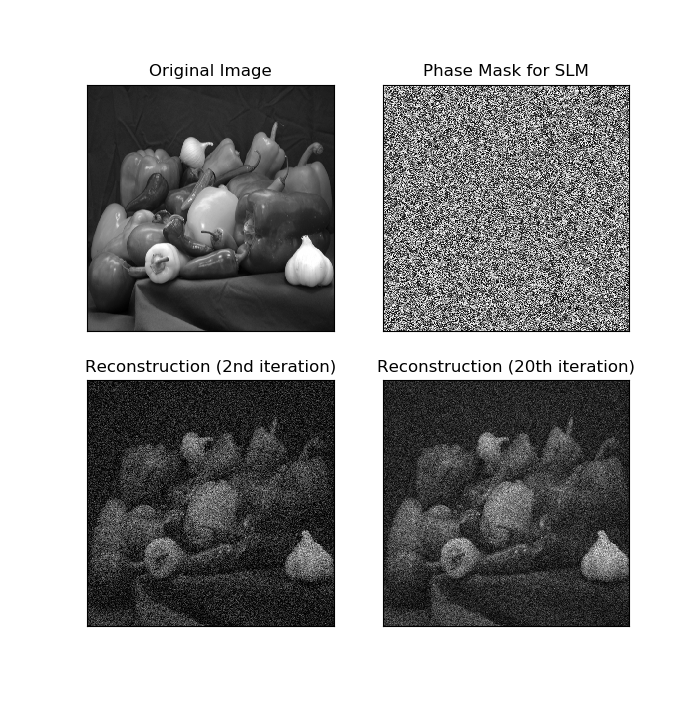 Original Image
Phase Mask for SLM
Reconstruction (2nd iteration)
Reconstruction (20th iteration)